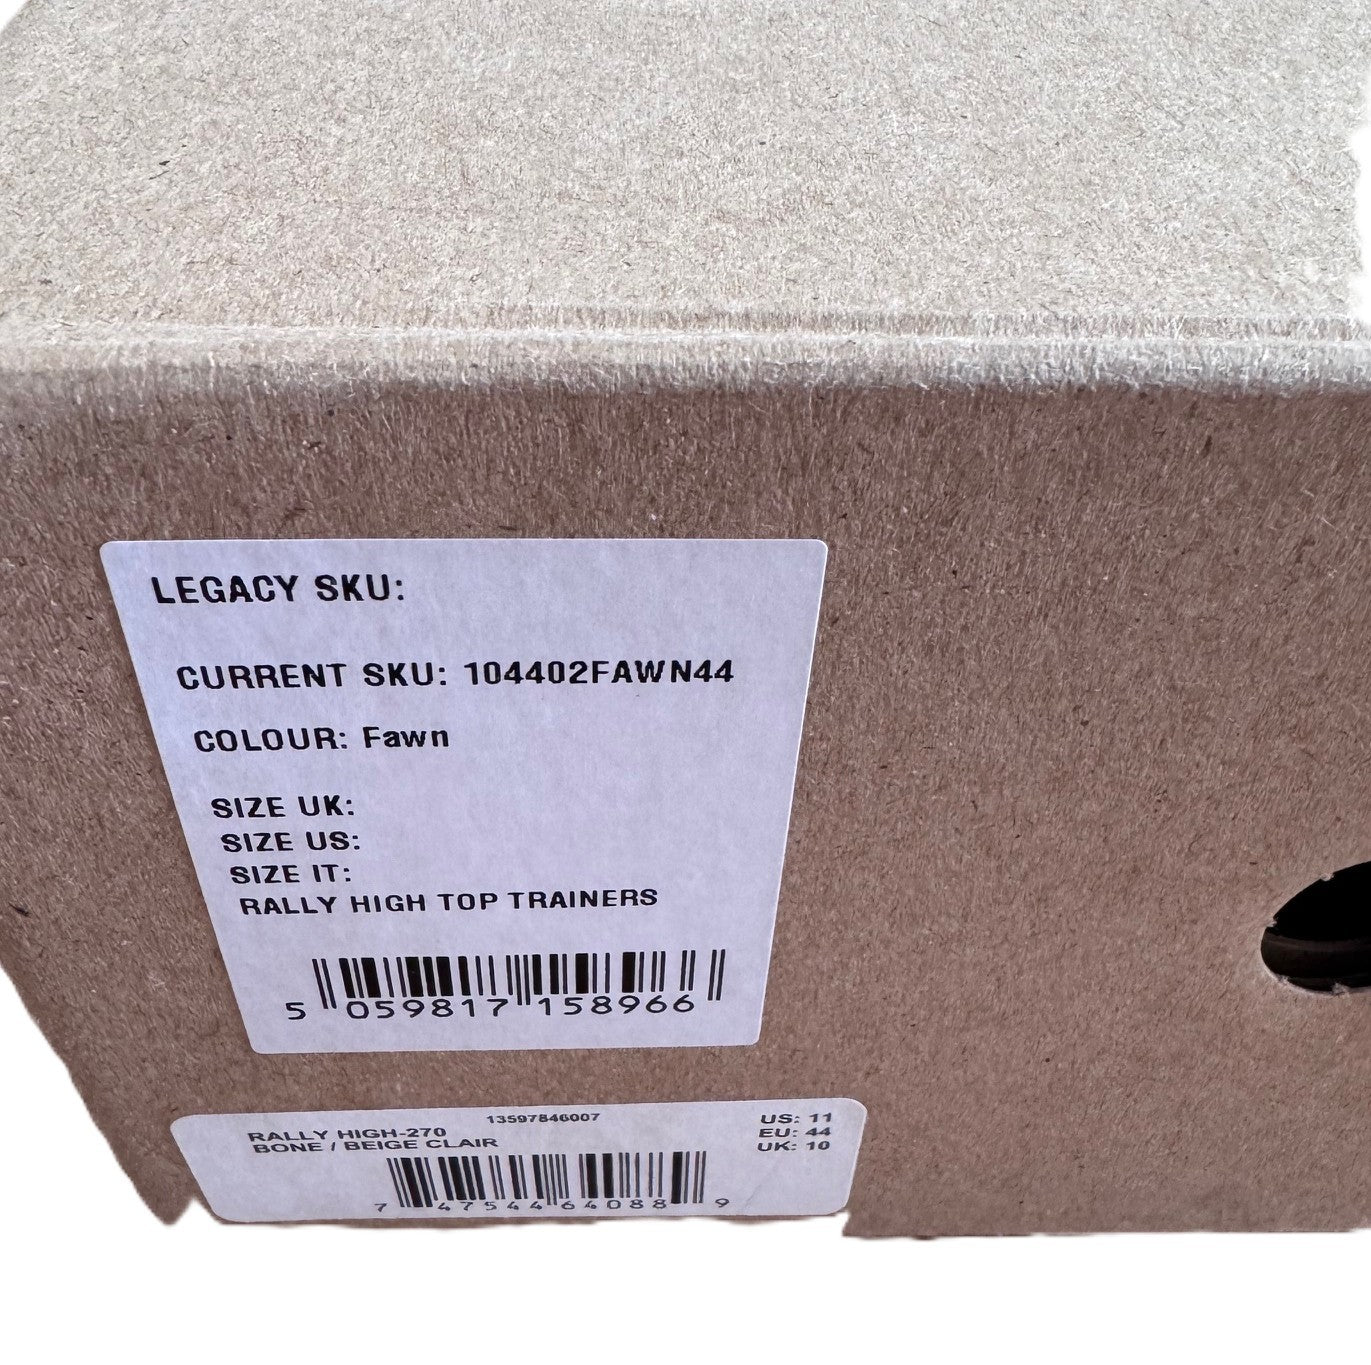 LEGACY SKU:
CURRENT SKU: 104402FAWN44
COLOUR: Fawn
SIZE UK:
SIZE US:
SIZE IT:
RALLY HIGH TOP TRAINERS
5 059817 158966
13597846007
RALLY HIGH-270
BONE / BEIGE CLAIR
US: 11
EU: 44
UK: 10
7 47544 64088 9